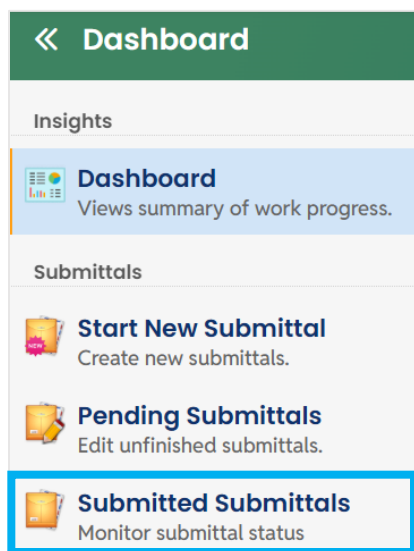 « Dashboard
Insights
Dashboard
Views summary of work progress.
Submittals
Start New Submittal
NEW
Create new submittals.
Pending Submittals
Edit unfinished submittals.
Submitted Submittals
Monitor submittal status